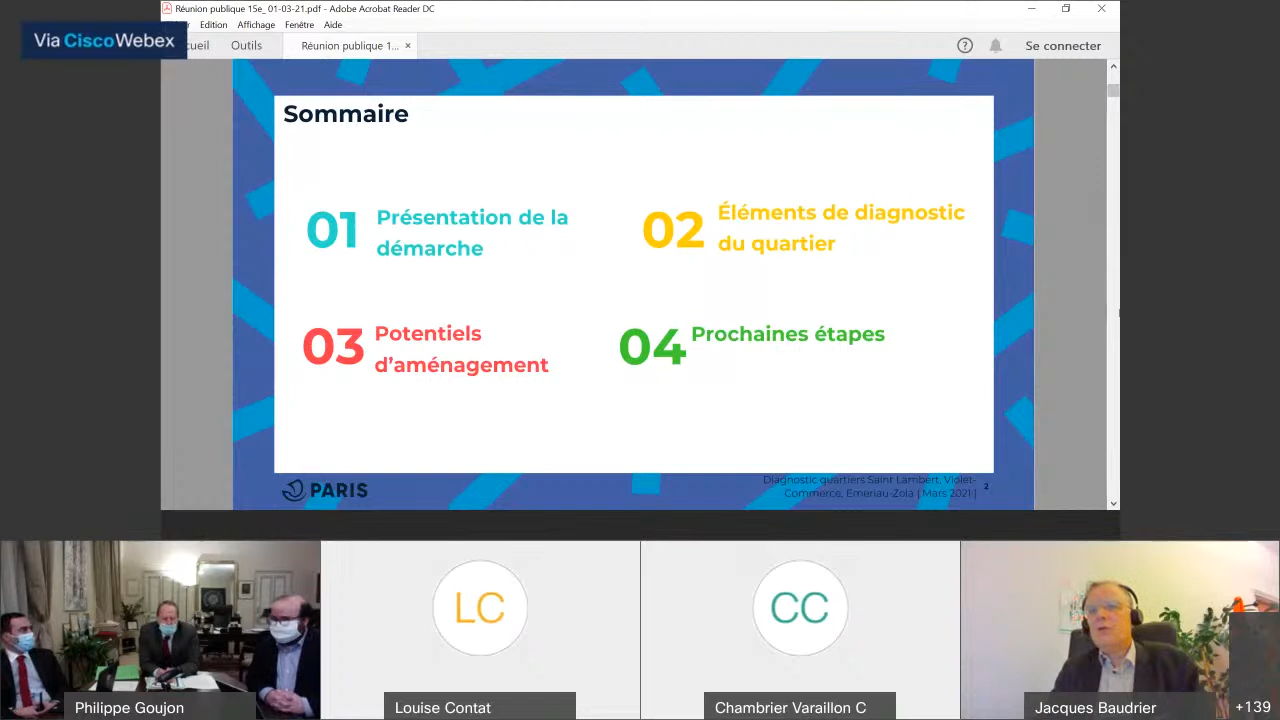 Réunion publique 15e_ 01-03-21.pdf - Adobe Acrobat Reader DC
Edition Affichage Fenêtre Aide
Via CiscoWebex
Outils
Réunion publique 1... ×
Se connecter
Sommaire
01 Présentation de la
démarche
02 Éléments de diagnostic
du quartier
03 Potentiels
d'aménagement
04 Prochaines étapes
PARIS
Diagnostic quartiers Saint Lambert, Violet-
Commerce, Emeriau-Zola | Mars 2021 |
2
LC
CC
Philippe Goujon
Louise Contat
Chambrier Varaillon C
Jacques Baudrier
+139